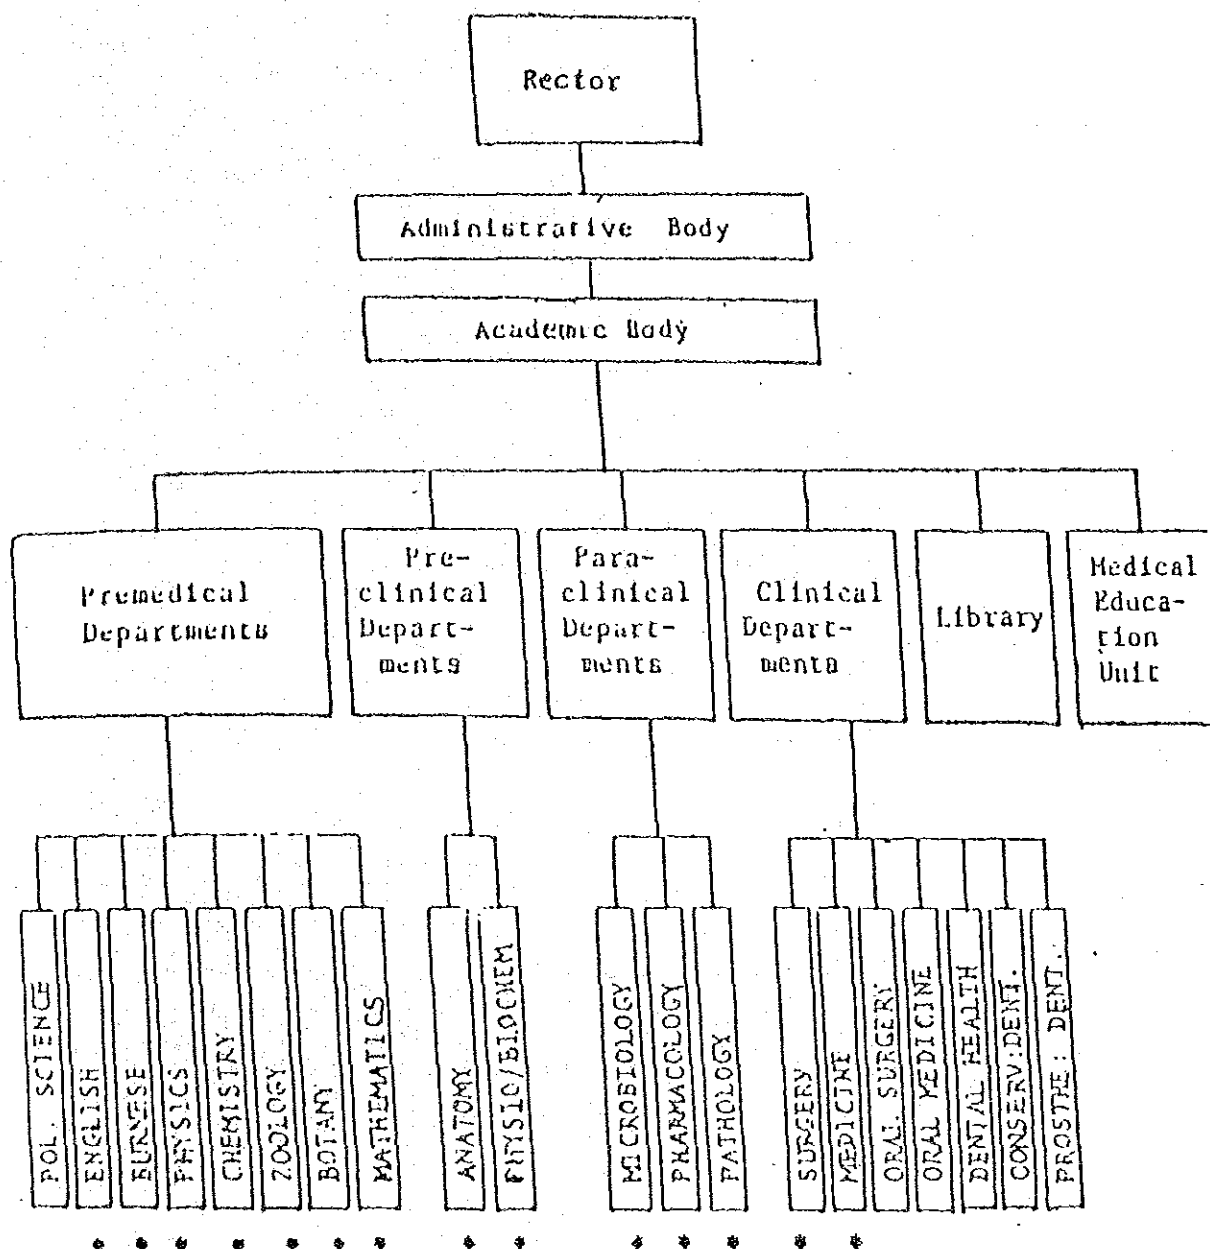 Rector
Administrative Body
Academic Body
Premedical
Departments
Pre-
clinical
Depart-
ments
Para-
clinical
Depart-
ments
Clinical
Depart-
ments
Library
Medical
Educa-
tion
Unit
POL. SCIENCE
ENGLISH
BURMESE
PHYSICS
CHEMISTRY
ZOOLOGY
BOTANY
MATHEMATICS
ANATOMY
PHYSIO/BIOCHEM
MICROBIOLOGY
PHARMACOLOGY
PATHOLOGY
SURGERY
MEDICINE
ORAL SURGERY
ORAL MEDICINE
DENTAL HEALTH
CONSERV:DENT.
PROSTHE: DENT.
* * * * * * * * * * * * * *